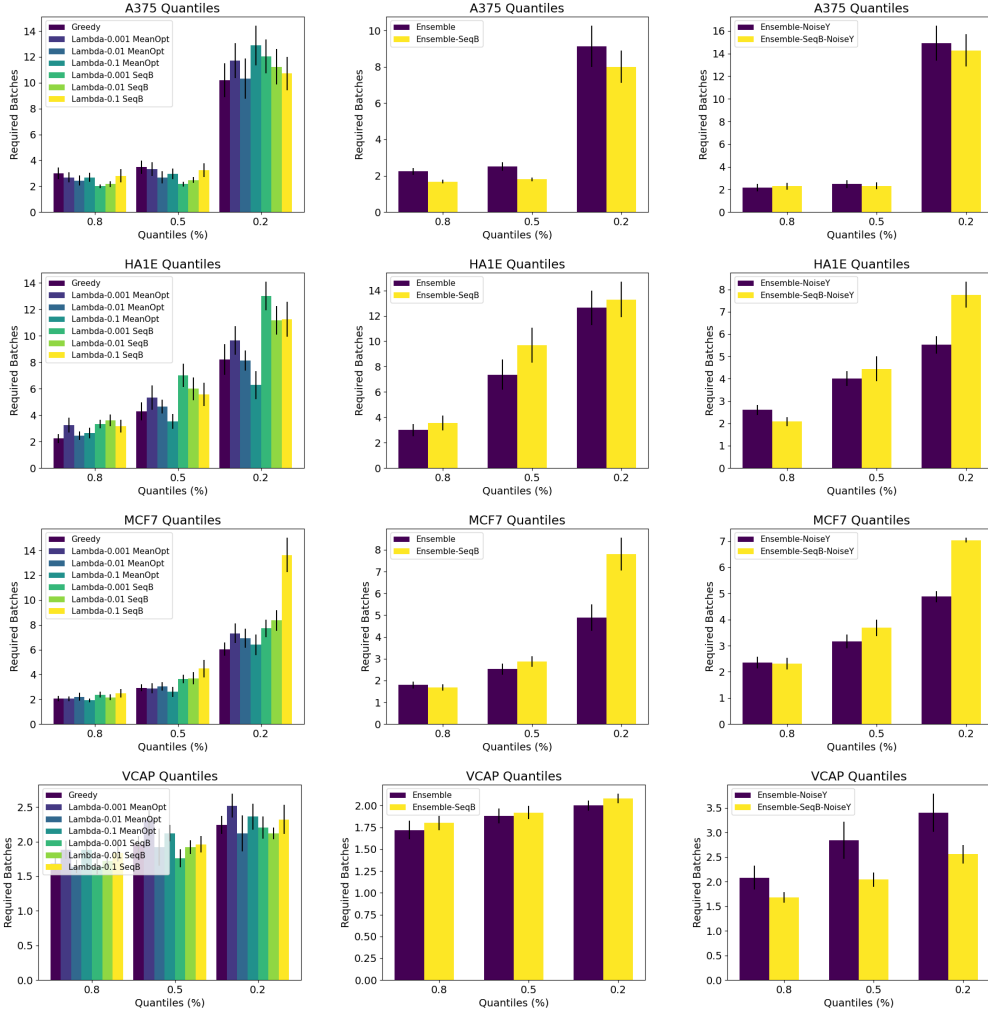 A375 Quantiles
Required Batches
14
12
10
8
6
4
2
0
Greedy
Lambda-0.001 MeanOpt
Lambda-0.01 MeanOpt
Lambda-0.1 MeanOpt
Lambda-0.001 SeqB
Lambda-0.01 SeqB
Lambda-0.1 SeqB
0.8
0.5
0.2
Quantiles (%)
A375 Quantiles
Required Batches
10
8
6
4
2
0
Ensemble
Ensemble-SeqB
0.8
0.5
0.2
Quantiles (%)
A375 Quantiles
Required Batches
16
14
12
10
8
6
4
2
0
Ensemble-NoiseY
Ensemble-SeqB-NoiseY
0.8
0.5
0.2
Quantiles (%)
HA1E Quantiles
Required Batches
14
12
10
8
6
4
2
0
Greedy
Lambda-0.001 MeanOpt
Lambda-0.01 MeanOpt
Lambda-0.1 MeanOpt
Lambda-0.001 SeqB
Lambda-0.01 SeqB
Lambda-0.1 SeqB
0.8
0.5
0.2
Quantiles (%)
HA1E Quantiles
Required Batches
14
12
10
8
6
4
2
0
Ensemble
Ensemble-SeqB
0.8
0.5
0.2
Quantiles (%)
HA1E Quantiles
Required Batches
8
7
6
5
4
3
2
1
0
Ensemble-NoiseY
Ensemble-SeqB-NoiseY
0.8
0.5
0.2
Quantiles (%)
MCF7 Quantiles
Required Batches
14
12
10
8
6
4
2
0
Greedy
Lambda-0.001 MeanOpt
Lambda-0.01 MeanOpt
Lambda-0.1 MeanOpt
Lambda-0.001 SeqB
Lambda-0.01 SeqB
Lambda-0.1 SeqB
0.8
0.5
0.2
Quantiles (%)
MCF7 Quantiles
Required Batches
8
7
6
5
4
3
2
1
0
Ensemble
Ensemble-SeqB
0.8
0.5
0.2
Quantiles (%)
MCF7 Quantiles
Required Batches
7
6
5
4
3
2
1
0
Ensemble-NoiseY
Ensemble-SeqB-NoiseY
0.8
0.5
0.2
Quantiles (%)
VCAP Quantiles
Required Batches
2.5
2.0
1.5
1.0
0.5
0.0
Greedy
Lambda-0.001 MeanOpt
Lambda-0.01 MeanOpt
Lambda-0.1 MeanOpt
Lambda-0.001 SeqB
Lambda-0.01 SeqB
Lambda-0.1 SeqB
0.8
0.5
0.2
Quantiles (%)
VCAP Quantiles
Required Batches
2.00
1.75
1.50
1.25
1.00
0.75
0.50
0.25
0.00
Ensemble
Ensemble-SeqB
0.8
0.5
0.2
Quantiles (%)
VCAP Quantiles
Required Batches
3.5
3.0
2.5
2.0
1.5
1.0
0.5
0.0
Ensemble-NoiseY
Ensemble-SeqB-NoiseY
0.8
0.5
0.2
Quantiles (%)